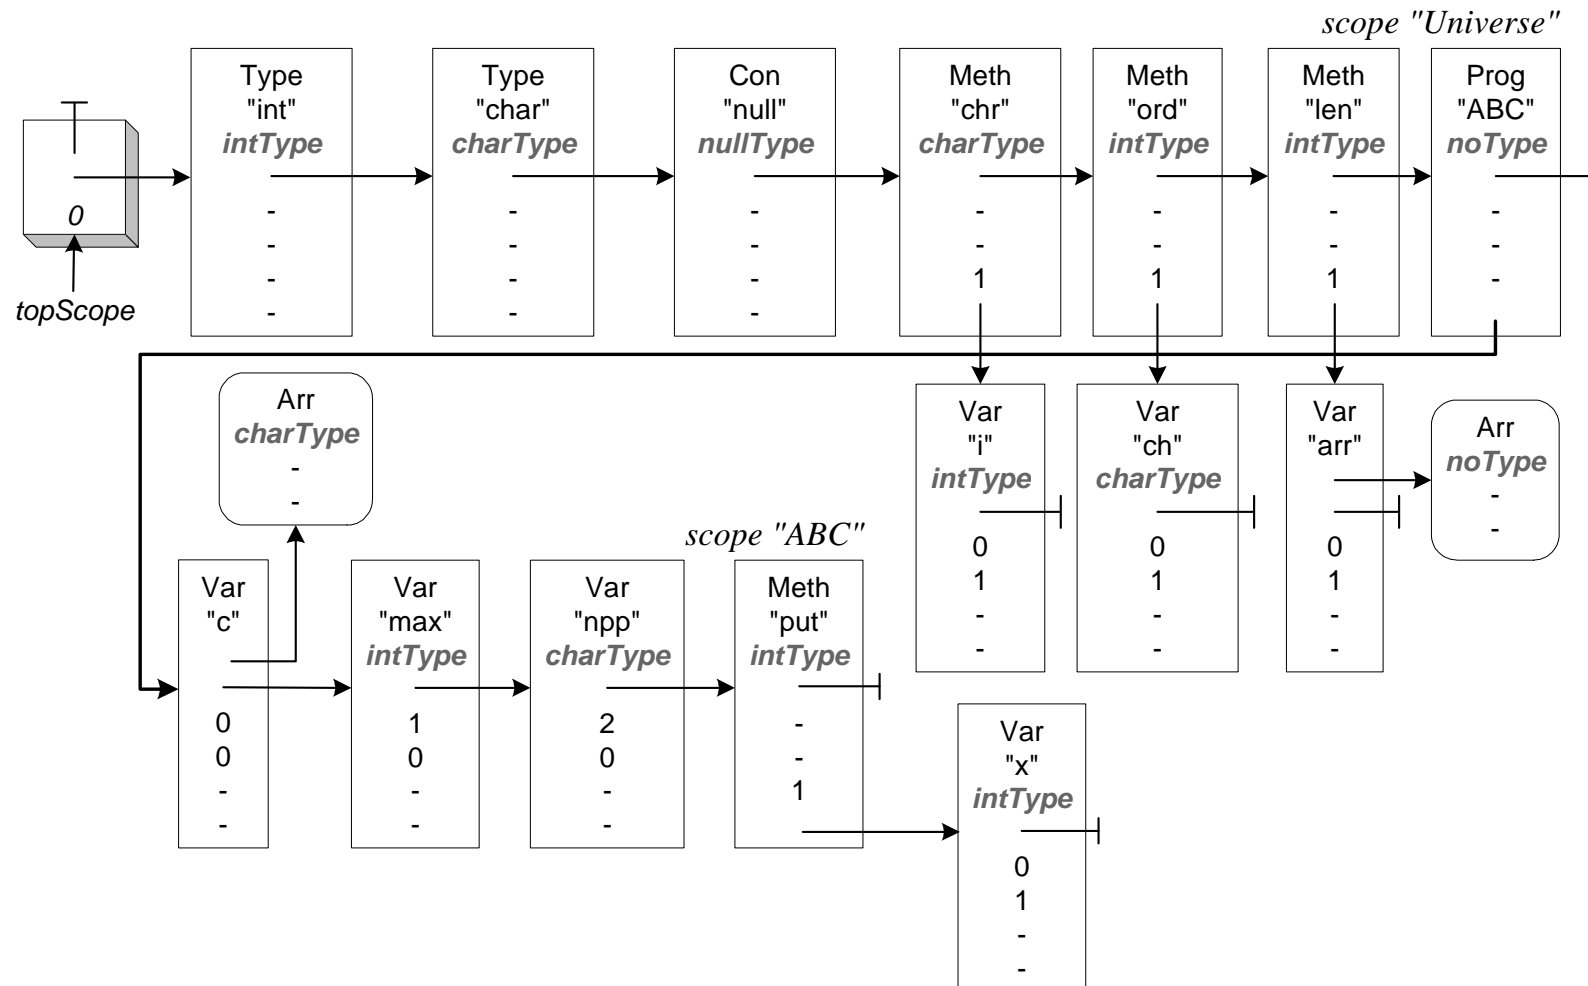 scope "Universe"
0
topScope
Type
"int"
intType
-
-
-
-
Type
"char"
charType
-
-
-
-
Con
"null"
nullType
-
-
-
-
Meth
"chr"
charType
-
-
1
Meth
"ord"
intType
-
-
1
Meth
"len"
intType
-
-
1
Prog
"ABC"
noType
-
-
-
Arr
charType
-
-
Var
"i"
intType
0
1
-
-
Var
"ch"
charType
0
1
-
-
Var
"arr"
0
1
-
-
Arr
noType
-
-
scope "ABC"
Var
"c"
0
0
-
-
Var
"max"
intType
1
0
-
-
Var
"npp"
charType
2
0
-
-
Meth
"put"
intType
-
-
1
Var
"x"
intType
0
1
-
-